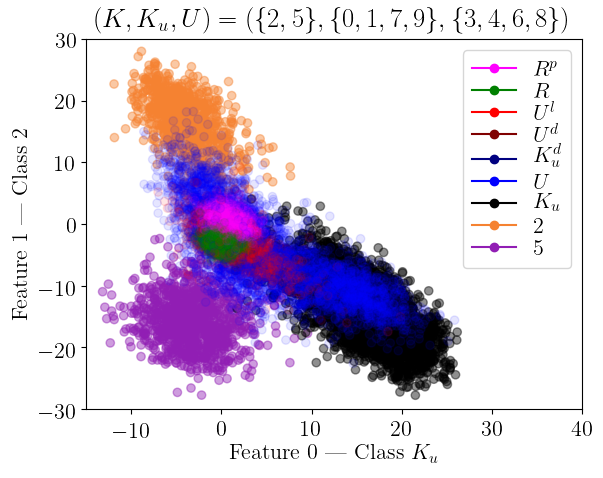 (K, K_u, U) = ({2, 5}, {0, 1, 7, 9}, {3, 4, 6, 8})
30
20
10
0
−10
−20
−30
Feature 1 — Class 2
R^p
R
U^l
U^d
K_u^d
U
K_u
2
5
−10
0
10
20
30
40
Feature 0 — Class K_u